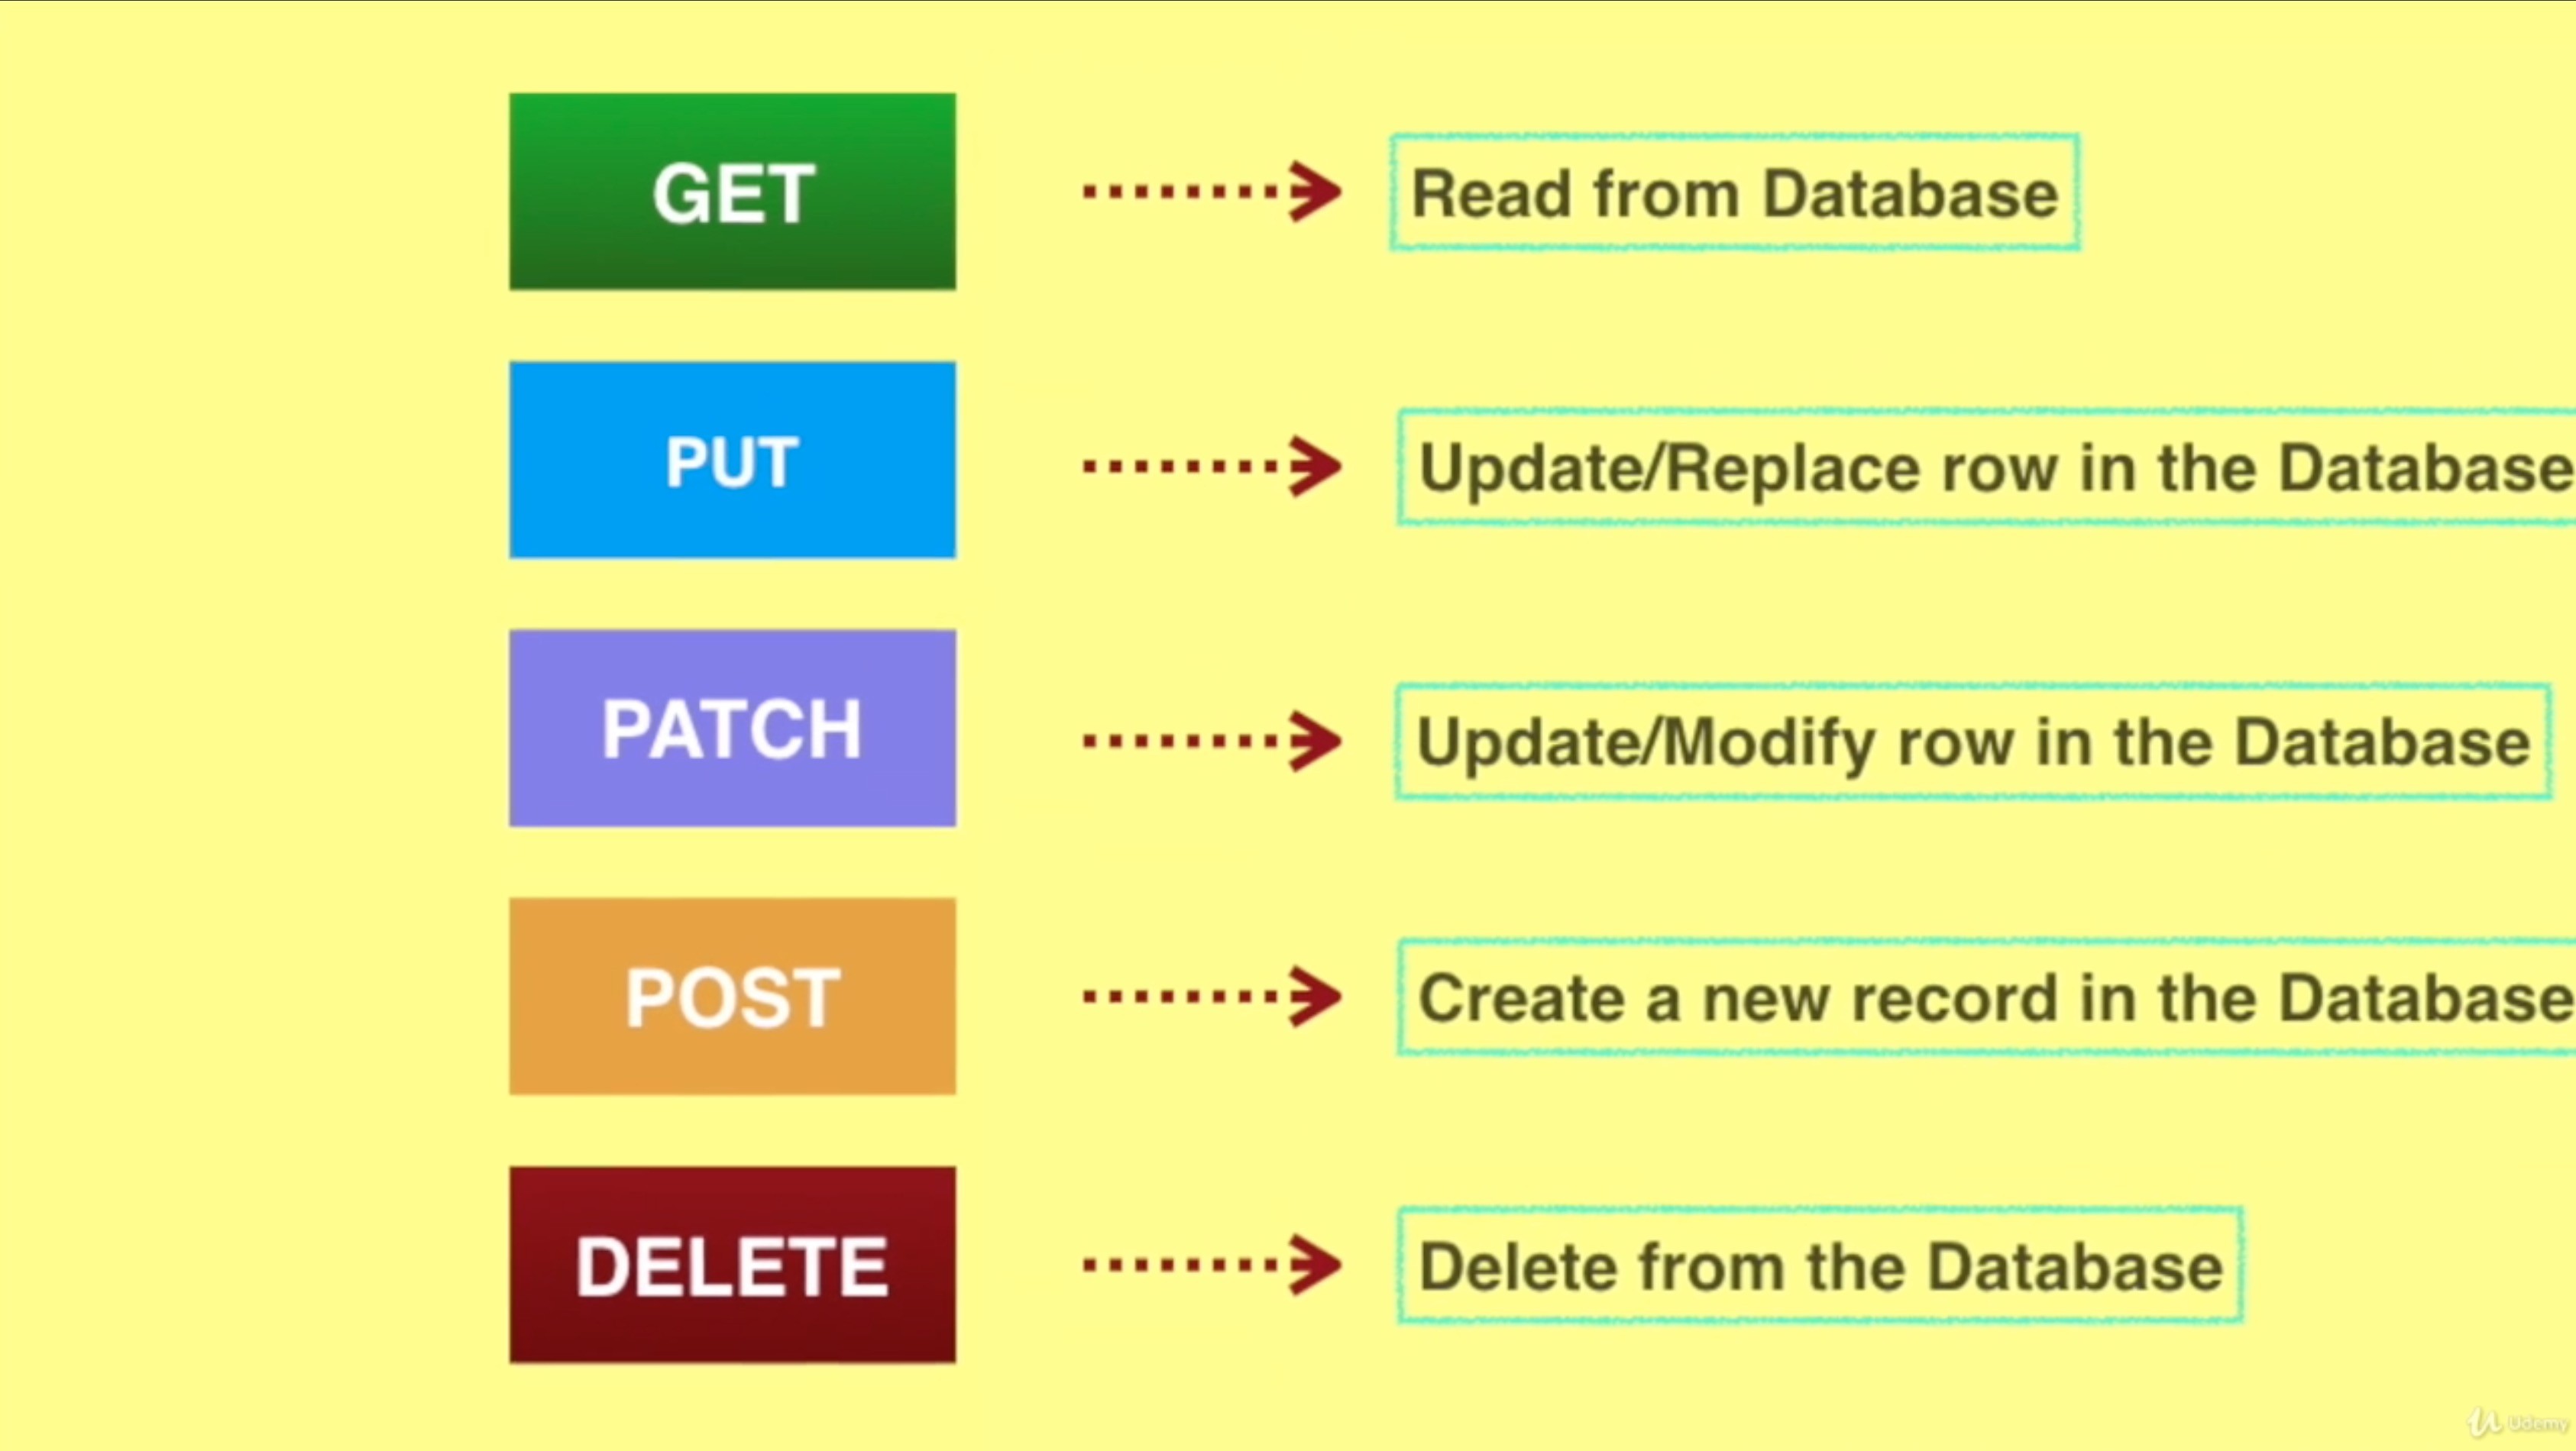 GET
Read from Database
PUT
Update/Replace row in the Database
PATCH
Update/Modify row in the Database
POST
Create a new record in the Database
DELETE
Delete from the Database
Udemy